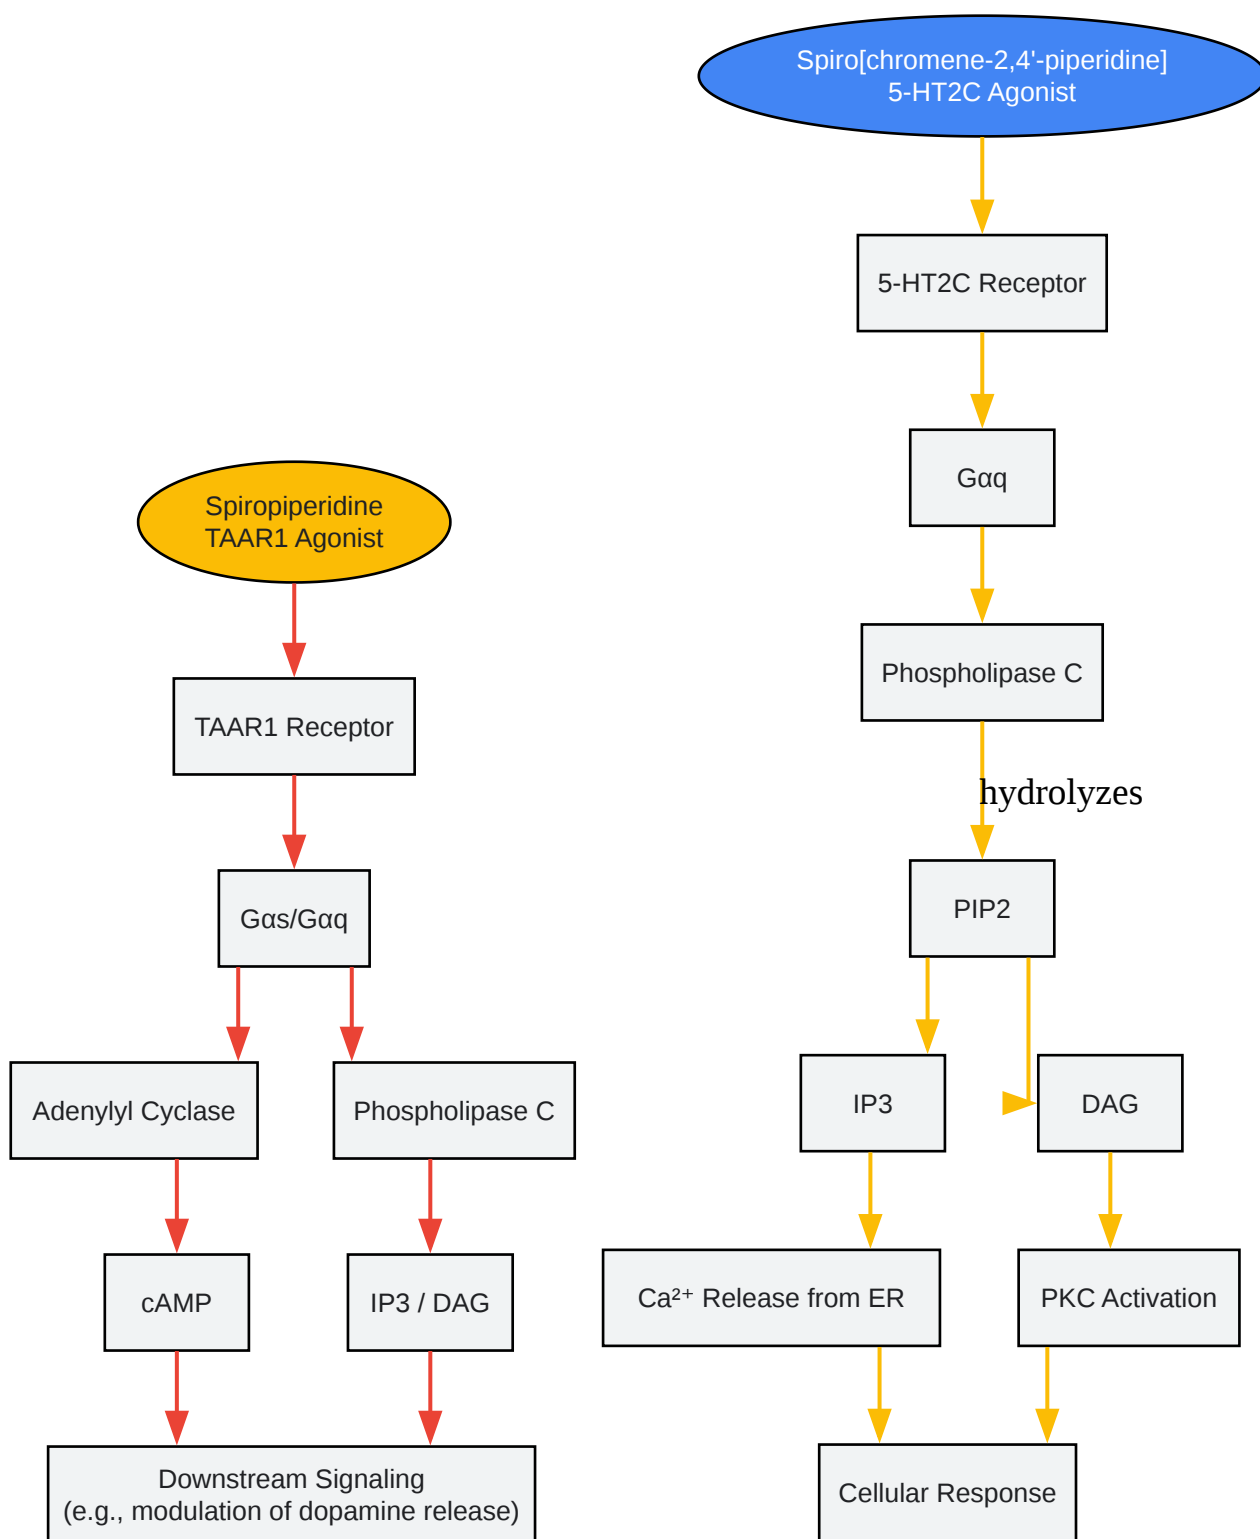 Spiro[chromene-2,4'-piperidine]
5-HT2C Agonist
5-HT2C Receptor
Gαq
Phospholipase C
hydrolyzes
PIP2
IP3
DAG
Ca²⁺ Release from ER
PKC Activation
Cellular Response
Spiropiperidine
TAAR1 Agonist
TAAR1 Receptor
Gαs/Gαq
Adenylyl Cyclase
Phospholipase C
cAMP
IP3 / DAG
Downstream Signaling
(e.g., modulation of dopamine release)